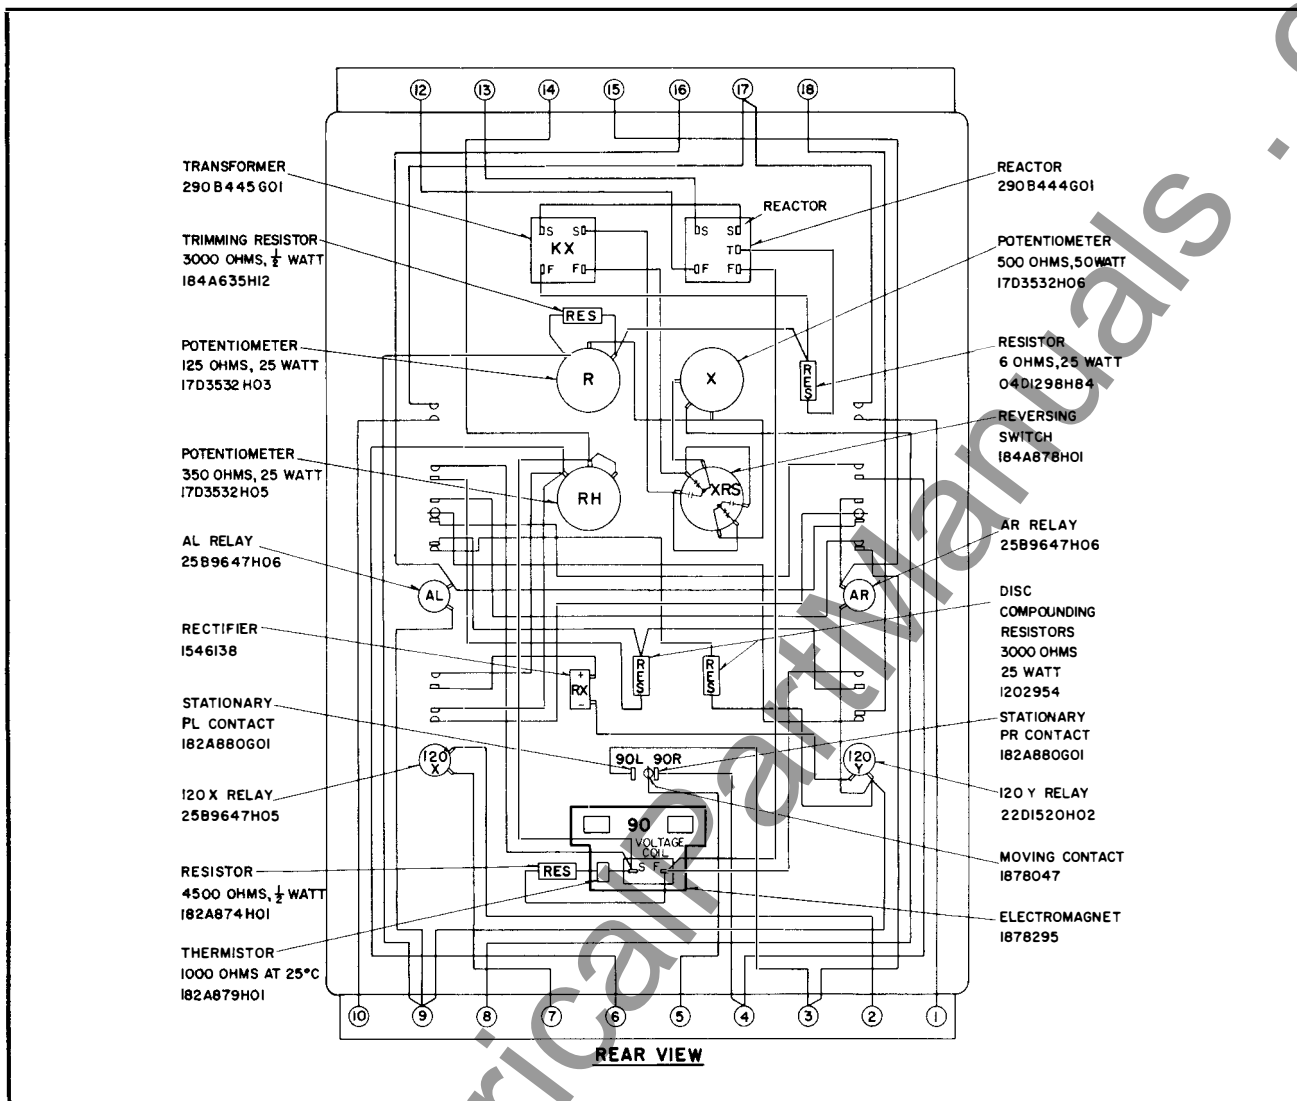 12 13 14 15 16 17 18
TRANSFORMER
290B445G01
TRIMMING RESISTOR
3000 OHMS, ½ WATT
184A635H12
POTENTIOMETER
125 OHMS, 25 WATT
17D3532H03
POTENTIOMETER
350 OHMS, 25 WATT
17D3532H05
AL RELAY
25B9647H06
RECTIFIER
1546138
STATIONARY
PL CONTACT
182A880G01
120X RELAY
25B9647H05
RESISTOR
4500 OHMS, ½ WATT
182A874H01
THERMISTOR
1000 OHMS AT 25°C
182A879H01
REACTOR
S S
KX
F F
S S
T
F F
RES
R
X
RES
RH
XRS
AL
AR
RES
RES
+
RX
-
120
X
90L 90R
120
Y
90
VOLTAGE
COIL
S F
RES
REACTOR
290B444G01
POTENTIOMETER
500 OHMS, 50WATT
17D3532H06
RESISTOR
6 OHMS, 25 WATT
04D1298H84
REVERSING
SWITCH
184A878H01
AR RELAY
25B9647H06
DISC
COMPOUNDING
RESISTORS
3000 OHMS
25 WATT
1202954
STATIONARY
PR CONTACT
182A880G01
120Y RELAY
22D1520H02
MOVING CONTACT
1878047
ELECTROMAGNET
1878295
10 9 8 7 6 5 4 3 2 1
REAR VIEW
ricalPartManuals .